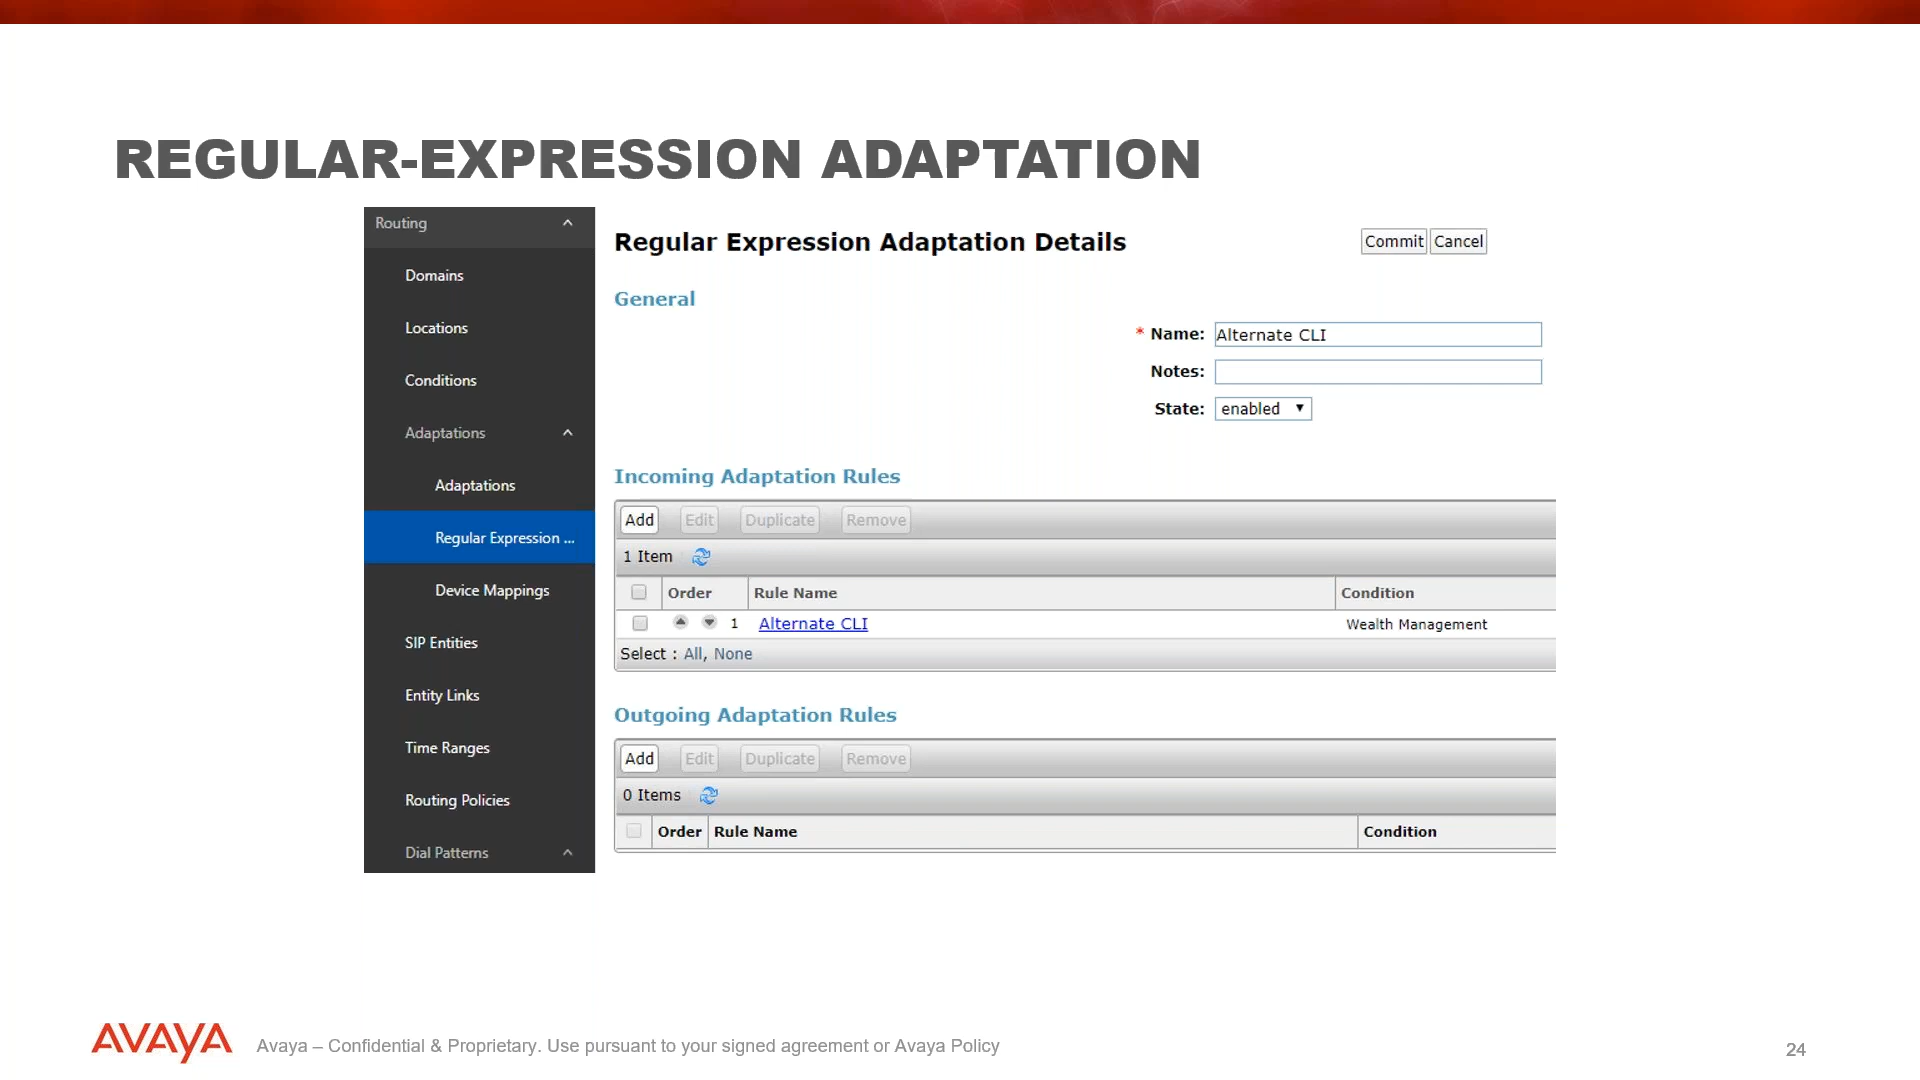 REGULAR-EXPRESSION ADAPTATION
Routing
Domains
Locations
Conditions
Adaptations
Adaptations
Regular Expression ...
Device Mappings
SIP Entities
Entity Links
Time Ranges
Routing Policies
Dial Patterns
Regular Expression Adaptation Details
Commit Cancel
General
* Name: Alternate CLI
Notes:
State: enabled
Incoming Adaptation Rules
Add Edit Duplicate Remove
1 Item
Order Rule Name Condition
1 Alternate CLI Wealth Management
Select : All, None
Outgoing Adaptation Rules
Add Edit Duplicate Remove
0 Items
Order Rule Name Condition
AVAYA Avaya – Confidential & Proprietary. Use pursuant to your signed agreement or Avaya Policy 24